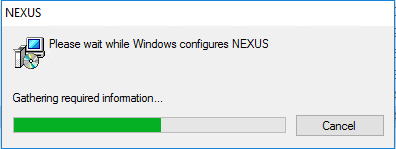 NEXUS
Please wait while Windows configures NEXUS
Gathering required information...
Cancel